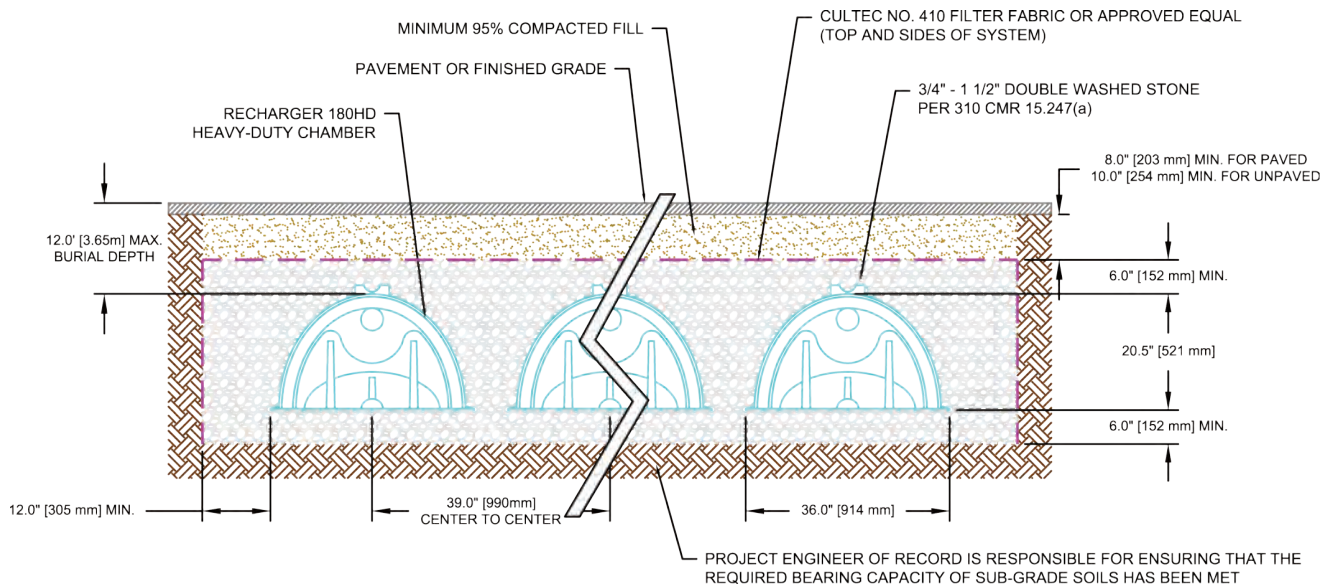 CULTEC NO. 410 FILTER FABRIC OR APPROVED EQUAL
(TOP AND SIDES OF SYSTEM)
MINIMUM 95% COMPACTED FILL
PAVEMENT OR FINISHED GRADE
3/4" - 1 1/2" DOUBLE WASHED STONE
PER 310 CMR 15.247(a)
RECHARGER 180HD
HEAVY-DUTY CHAMBER
8.0" [203 mm] MIN. FOR PAVED
10.0" [254 mm] MIN. FOR UNPAVED
12.0' [3.65m] MAX.
BURIAL DEPTH
6.0" [152 mm] MIN.
20.5" [521 mm]
6.0" [152 mm] MIN.
12.0" [305 mm] MIN.
39.0" [990mm]
CENTER TO CENTER
36.0" [914 mm]
PROJECT ENGINEER OF RECORD IS RESPONSIBLE FOR ENSURING THAT THE
REQUIRED BEARING CAPACITY OF SUB-GRADE SOILS HAS BEEN MET